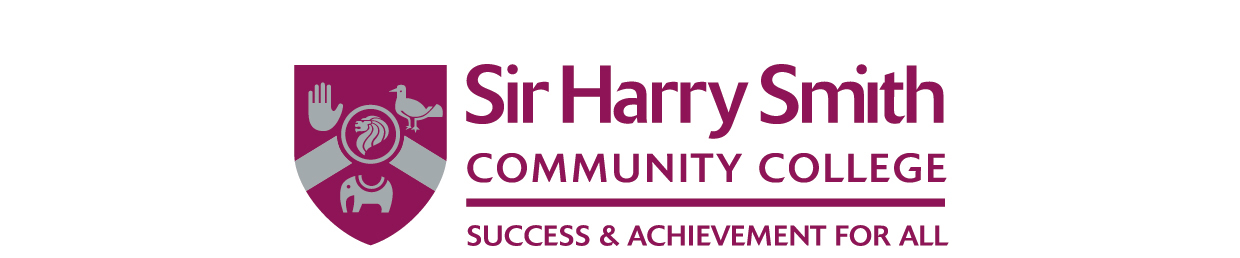 Sir Harry Smith
COMMUNITY COLLEGE
SUCCESS & ACHIEVEMENT FOR ALL